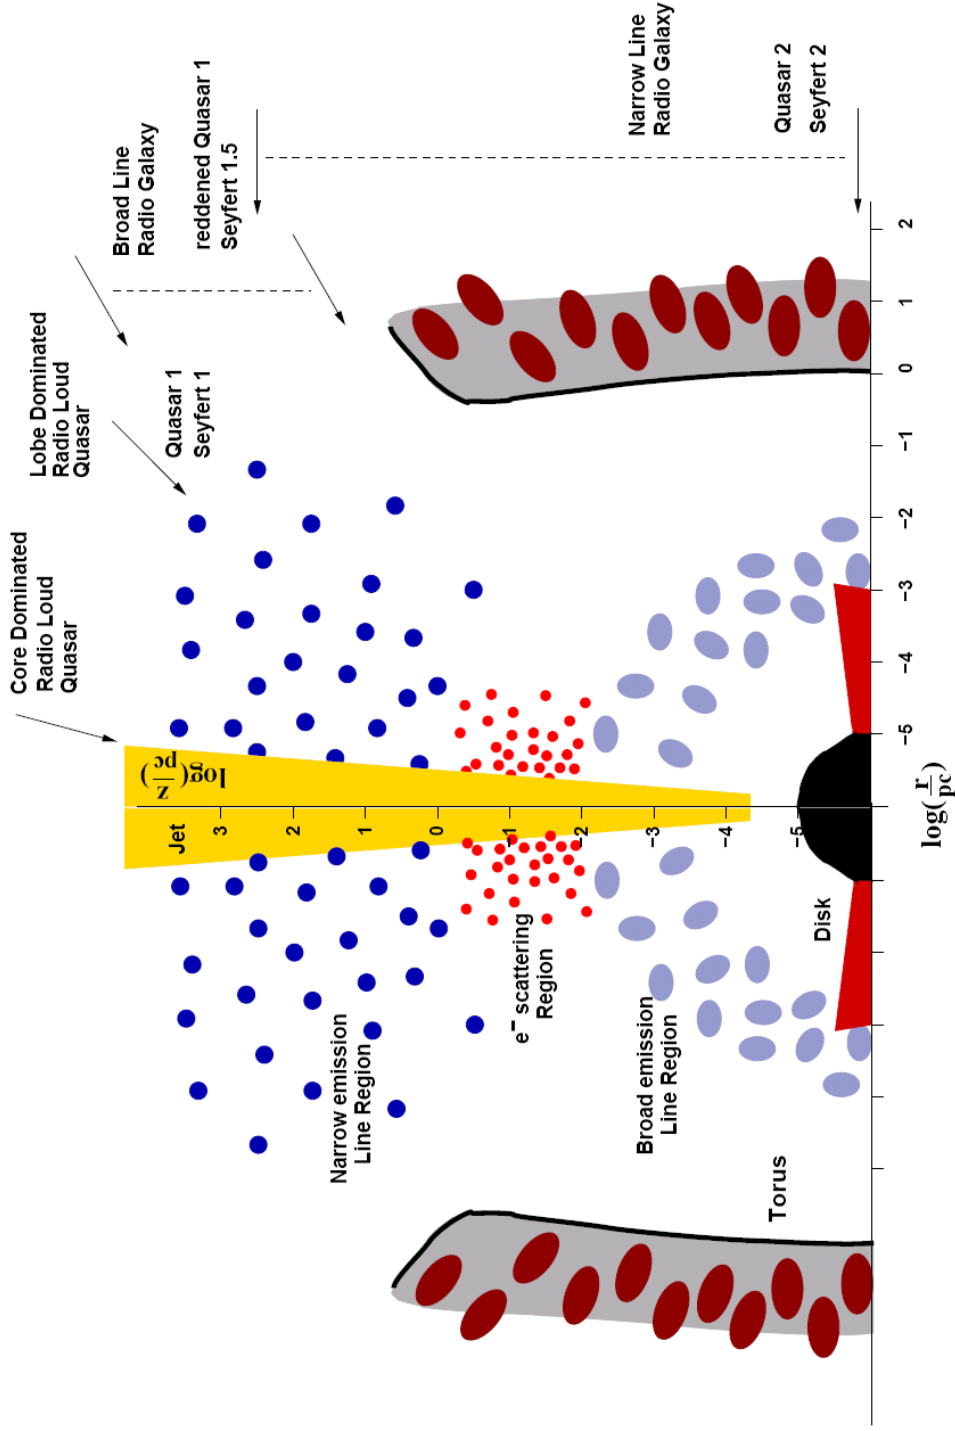 Core Dominated
Radio Loud
Quasar
Lobe Dominated
Radio Loud
Quasar
Quasar 1
Seyfert 1
Broad Line
Radio Galaxy
reddened Quasar 1
Seyfert 1.5
Narrow Line
Radio Galaxy
Quasar 2
Seyfert 2
Jet
log(z/pc)
3
2
1
0
−1
−2
−3
−4
−5
Narrow emission
Line Region
e− scattering
Region
Broad emission
Line Region
Disk
Torus
−5
−4
−3
−2
−1
0
1
2
log(r/pc)